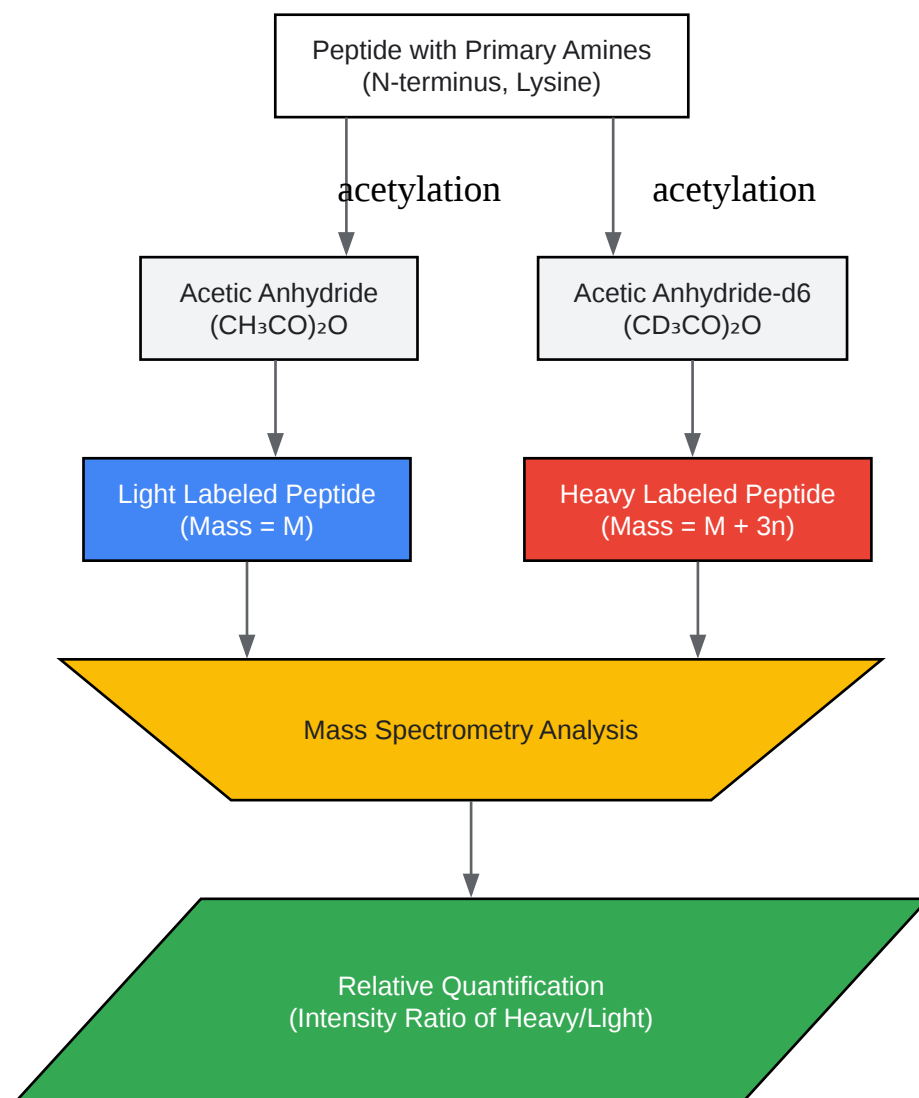 Peptide with Primary Amines
(N-terminus, Lysine)
acetylation
acetylation
Acetic Anhydride
(CH₃CO)₂O
Acetic Anhydride-d6
(CD₃CO)₂O
Light Labeled Peptide
(Mass = M)
Heavy Labeled Peptide
(Mass = M + 3n)
Mass Spectrometry Analysis
Relative Quantification
(Intensity Ratio of Heavy/Light)